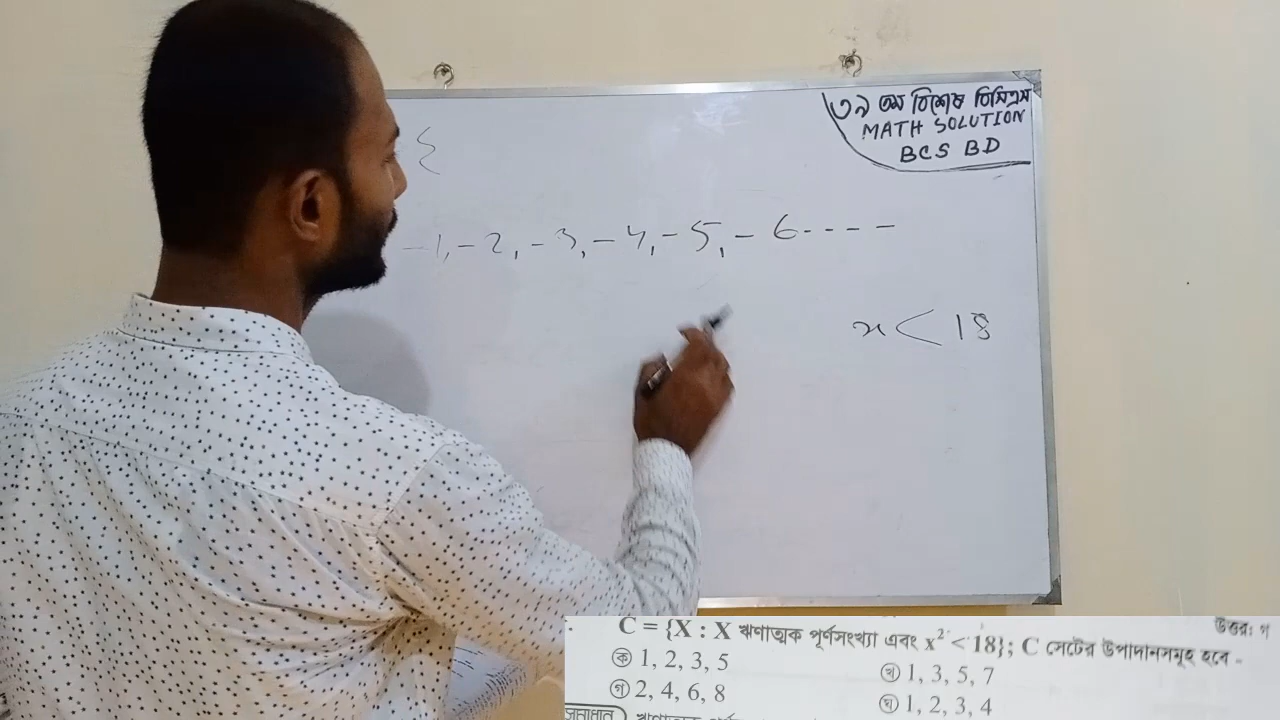 ৩৯ তম বিশেষ বিসিএস
MATH SOLUTION
BCS BD
{
-1, -2, -3, -4, -5, -6 - - - -
x < 18
উত্তর: গ
C = {X : X ঋণাত্মক পূর্ণসংখ্যা এবং x² < 18}; C সেটের উপাদানসমূহ হবে -
ক 1, 2, 3, 5
খ 1, 3, 5, 7
গ 2, 4, 6, 8
ঘ 1, 2, 3, 4
সমাধান